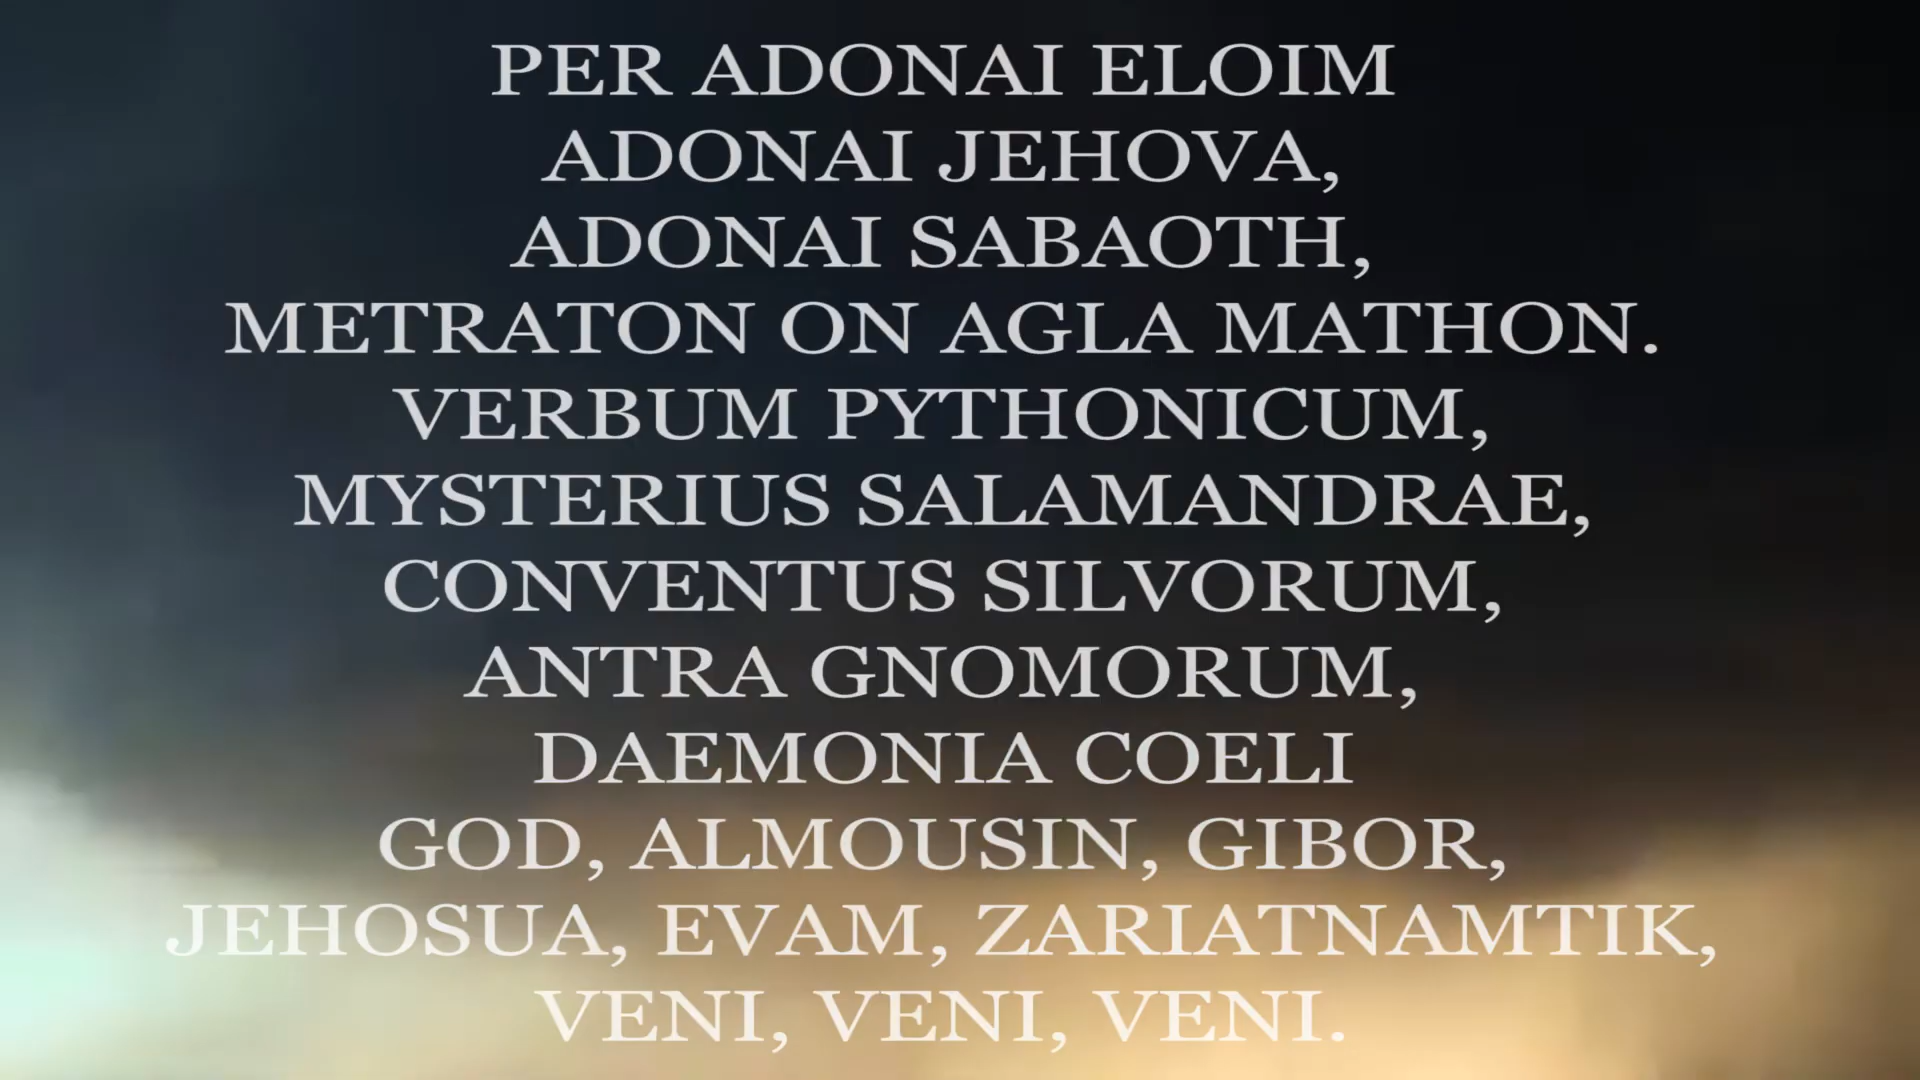 PER ADONAI ELOIM
ADONAI JEHOVA,
ADONAI SABAOTH,
METRATON ON AGLA MATHON.
VERBUM PYTHONICUM,
MYSTERIUS SALAMANDRAE,
CONVENTUS SILVORUM,
ANTRA GNOMORUM,
DAEMONIA COELI
GOD, ALMOUSIN, GIBOR,
JEHOSUA, EVAM, ZARIATNAMTIK,
VENI, VENI, VENI.